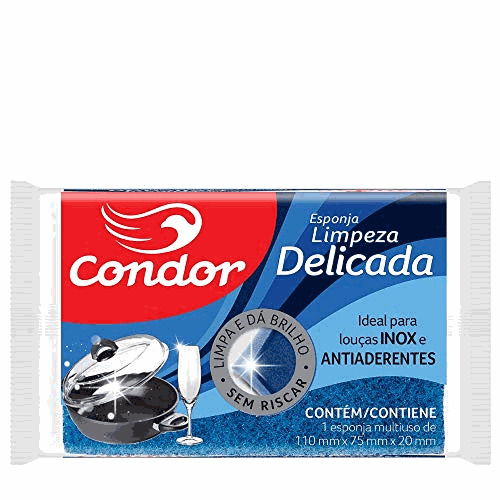 condor
Esponja
Limpeza
Delicada
Ideal para
louças INOX e
ANTIADERENTES
LIMPA E DÁ BRILHO
SEM RISCAR
CONTÉM/CONTIENE
1 esponja multiuso de
110 mm x 75 mm x 20 mm